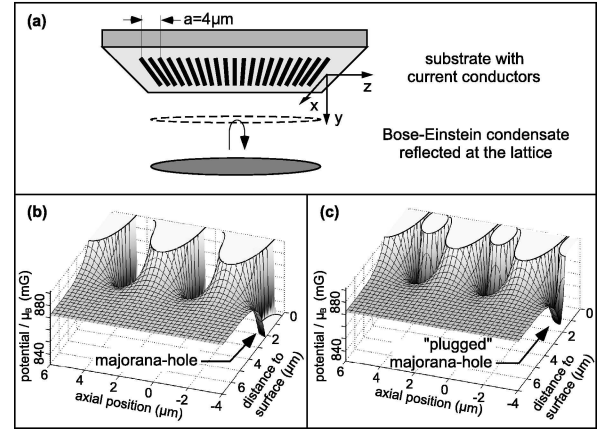 (a)
a=4µm
substrate with
current conductors
z
x
y
Bose-Einstein condensate
reflected at the lattice
(b)
potential / µB (mG)
880
840
6
4
2
0
-2
-4
axial position (µm)
6
4
2
0
distance to
surface (µm)
majorana-hole
(c)
potential / µB (mG)
880
840
6
4
2
0
-2
-4
axial position (µm)
6
4
2
0
distance to
surface (µm)
"plugged"
majorana-hole